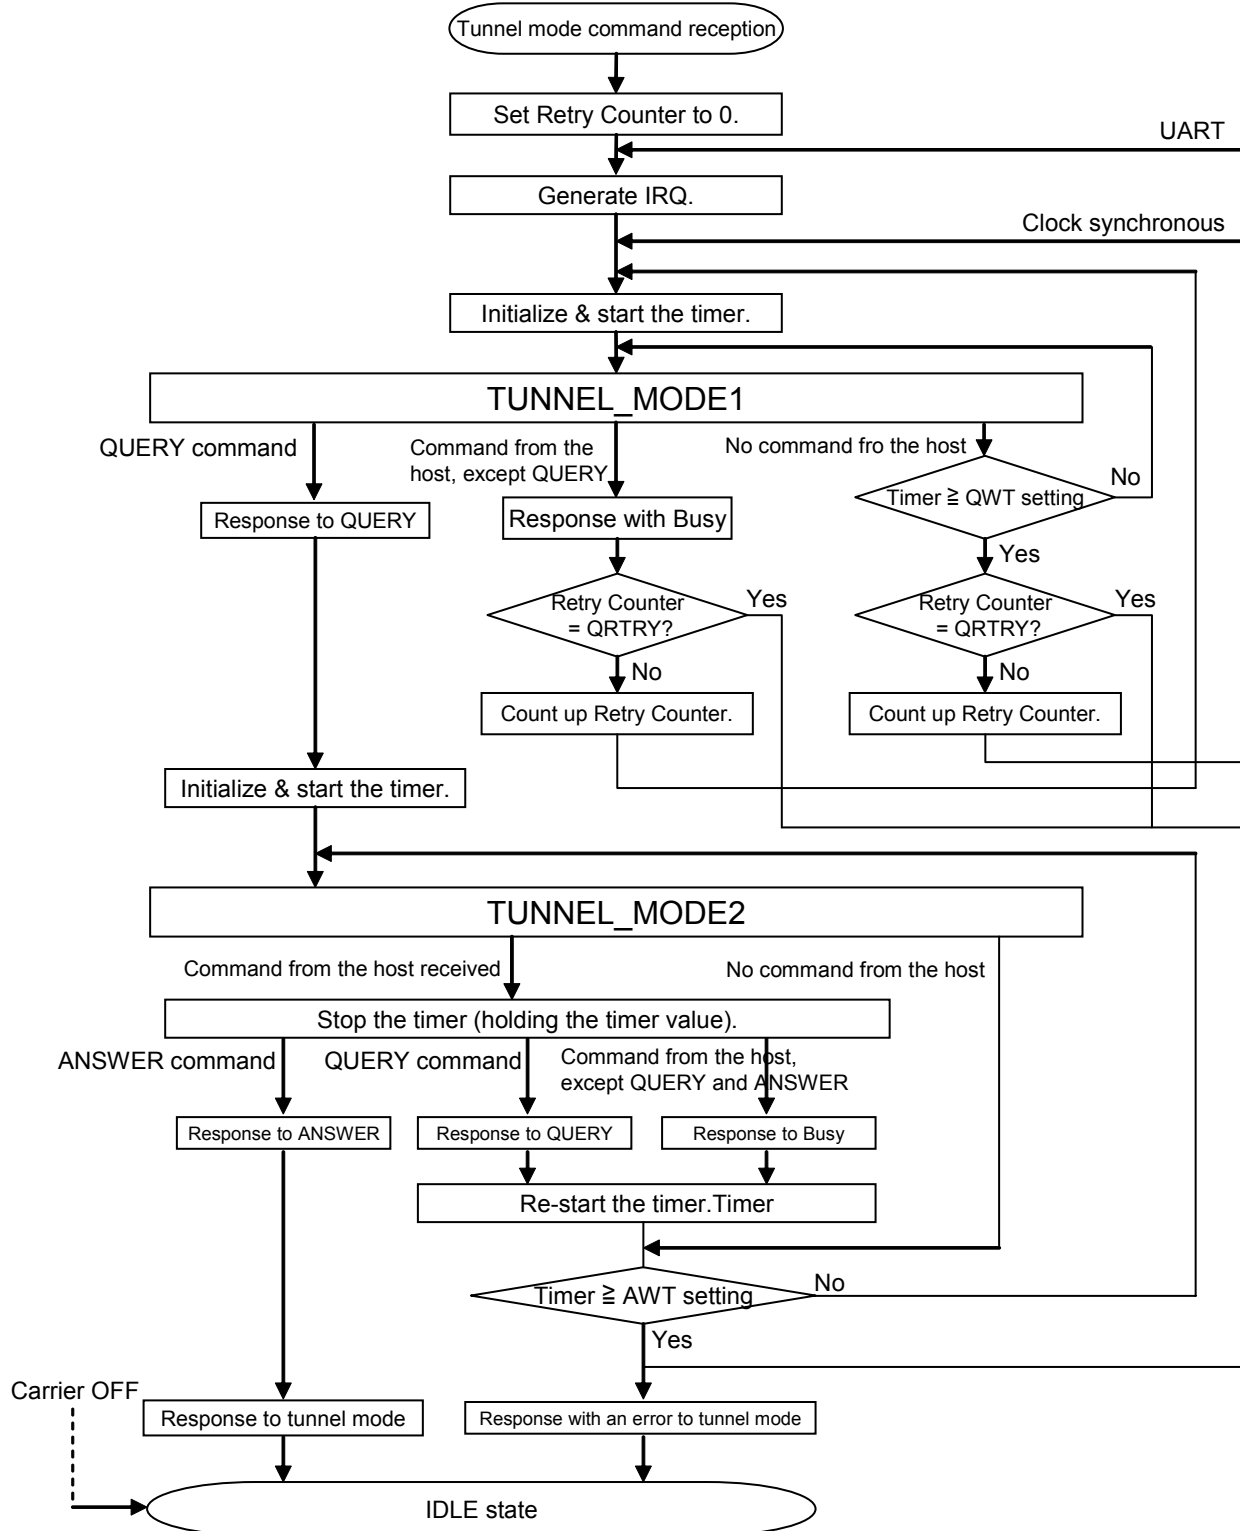 Tunnel mode command reception
Set Retry Counter to 0.
UART
Generate IRQ.
Clock synchronous
Initialize & start the timer.
TUNNEL_MODE1
QUERY command
Command from the
host, except QUERY
No command fro the host
No
Timer ≧ QWT setting
Response to QUERY
Response with Busy
Yes
Retry Counter
= QRTRY?
Yes
Retry Counter
= QRTRY?
Yes
No
No
Count up Retry Counter.
Count up Retry Counter.
Initialize & start the timer.
TUNNEL_MODE2
Command from the host received
No command from the host
Stop the timer (holding the timer value).
ANSWER command
QUERY command
Command from the host,
except QUERY and ANSWER
Response to ANSWER
Response to QUERY
Response to Busy
Re-start the timer.Timer
Timer ≧ AWT setting
No
Yes
Carrier OFF
Response to tunnel mode
Response with an error to tunnel mode
IDLE state